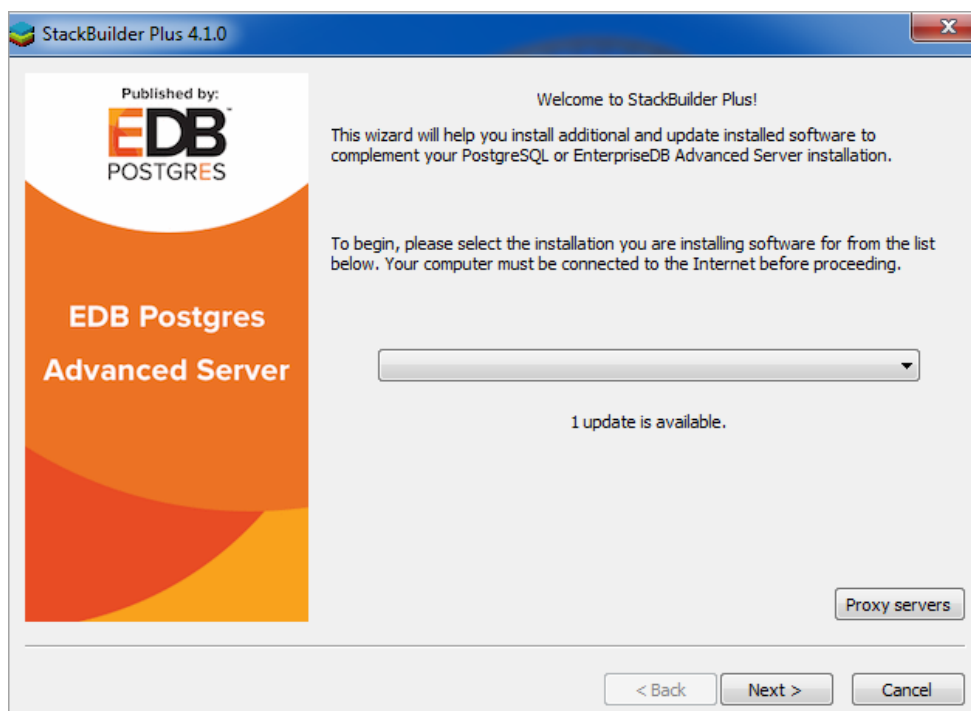 StackBuilder Plus 4.1.0
Published by:
EDB™
POSTGRES
EDB Postgres
Advanced Server
Welcome to StackBuilder Plus!
This wizard will help you install additional and update installed software to
complement your PostgreSQL or EnterpriseDB Advanced Server installation.
To begin, please select the installation you are installing software for from the list
below. Your computer must be connected to the Internet before proceeding.
1 update is available.
Proxy servers
< Back
Next >
Cancel